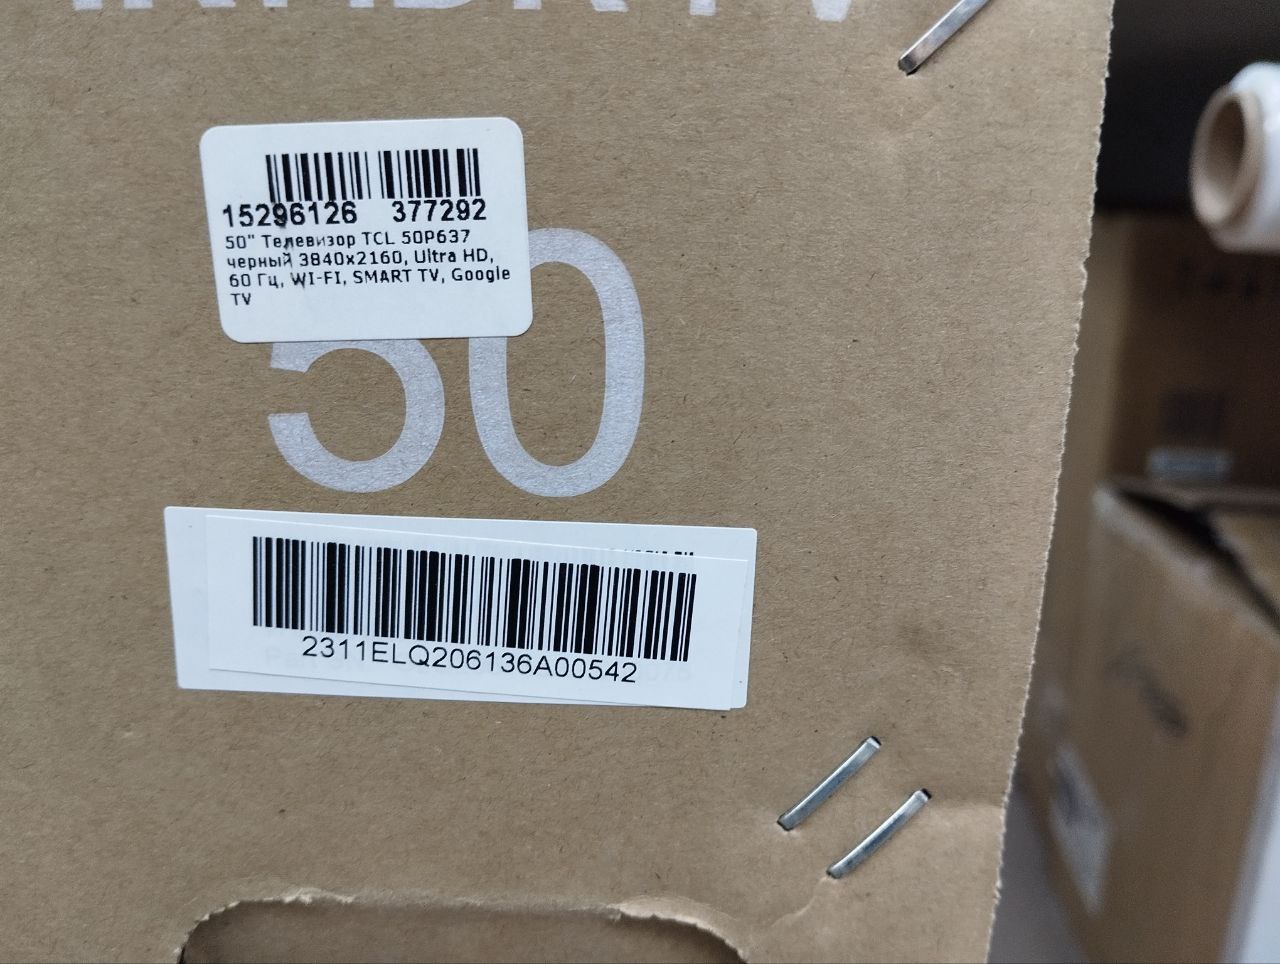 15296126 377292
50" Телевизор TCL 50P637
черный 3840x2160, Ultra HD,
60 Гц, WI-FI, SMART TV, Google
TV
50
2311ELQ206136A00542